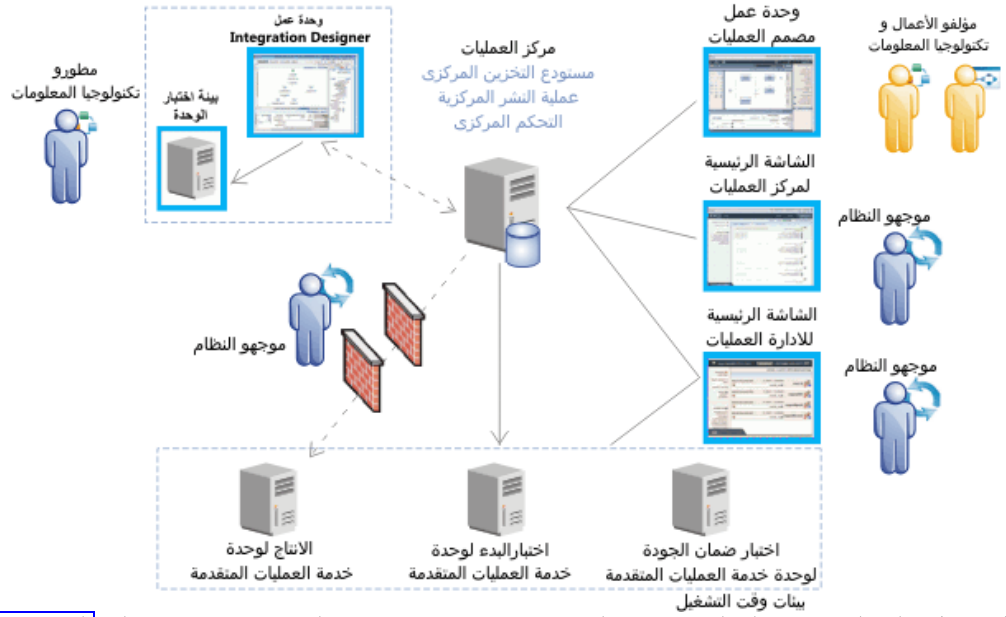 مؤلفو الأعمال و
تكنولوجيا المعلومات
وحدة عمل
مصمم العمليات
مركز العمليات
مستودع التخزين المركزى
عملية النشر المركزية
التحكم المركزى
وحدة عمل
Integration Designer
بيئة اختبار
الوحدة
مطورو
تكنولوجيا المعلومات
الشاشة الرئيسية
لمركز العمليات
موجهو النظام
الشاشة الرئيسية
للادارة العمليات
موجهو النظام
موجهو النظام
اختبار ضمان الجودة
لوحدة خدمة العمليات المتقدمة
اختبارالبدء لوحدة
خدمة العمليات المتقدمة
الانتاج لوحدة
خدمة العمليات المتقدمة
بيئات وقت التشغيل